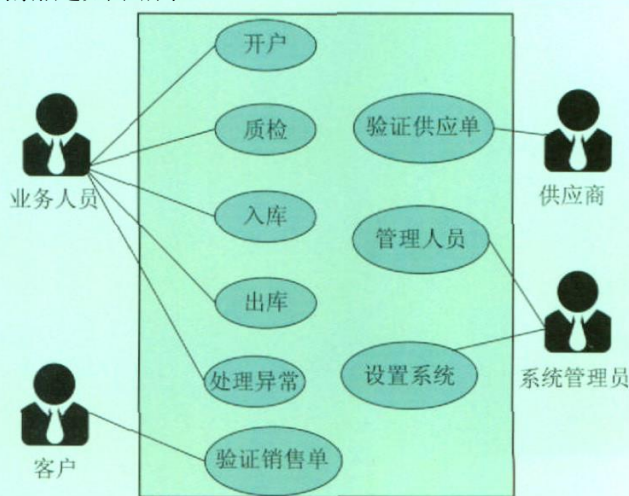 开户
质检
验证供应单
业务人员
供应商
入库
管理人员
出库
处理异常
设置系统
系统管理员
客户
验证销售单